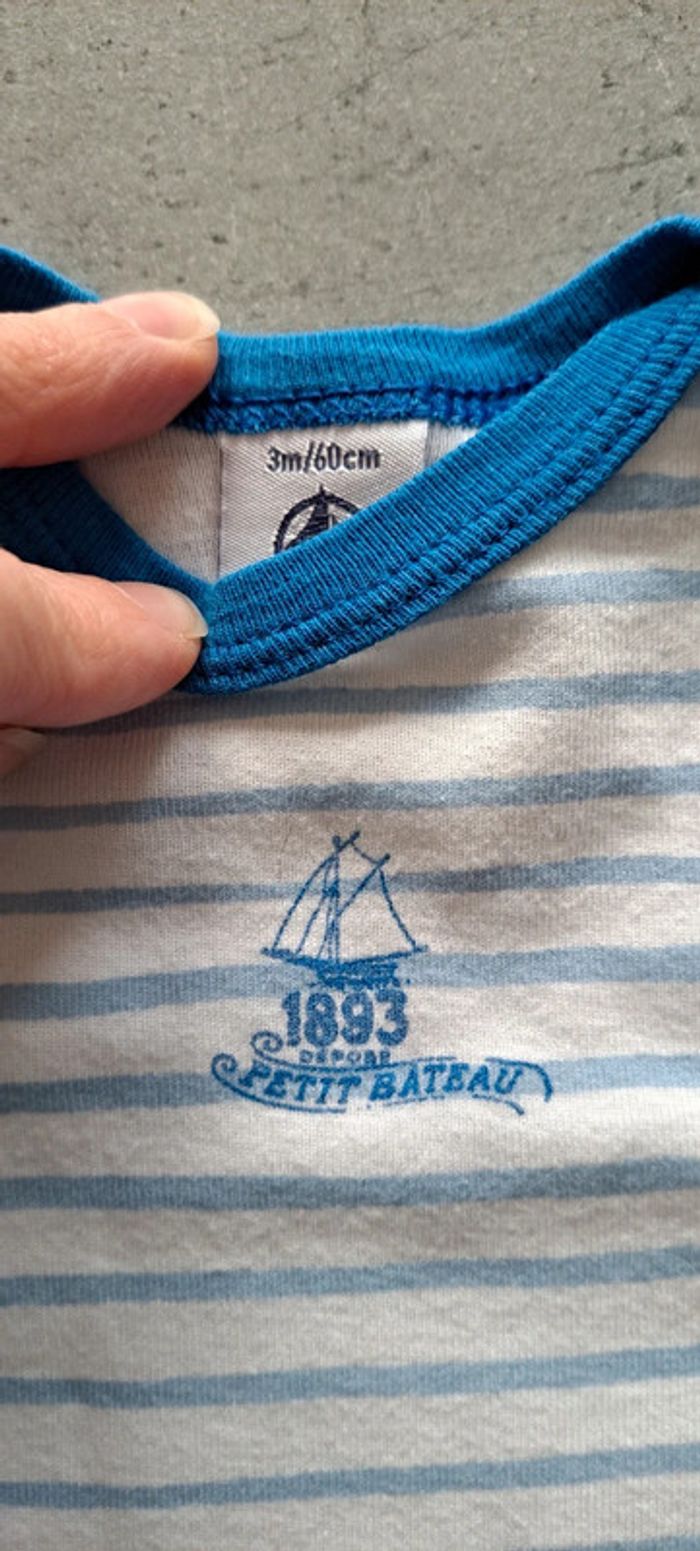 3m/60cm
1893
DÉPOSÉ
PETIT BATEAU